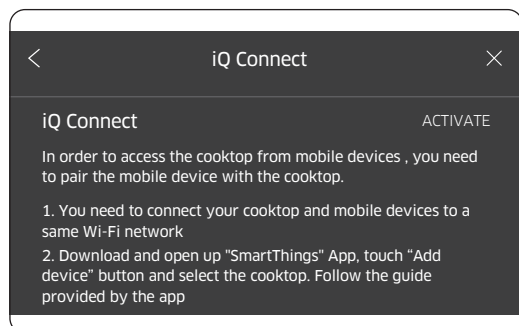 iQ Connect
iQ Connect ACTIVATE
In order to access the cooktop from mobile devices , you need
to pair the mobile device with the cooktop.
1. You need to connect your cooktop and mobile devices to a
same Wi-Fi network
2. Download and open up "SmartThings" App, touch “Add
device” button and select the cooktop. Follow the guide
provided by the app